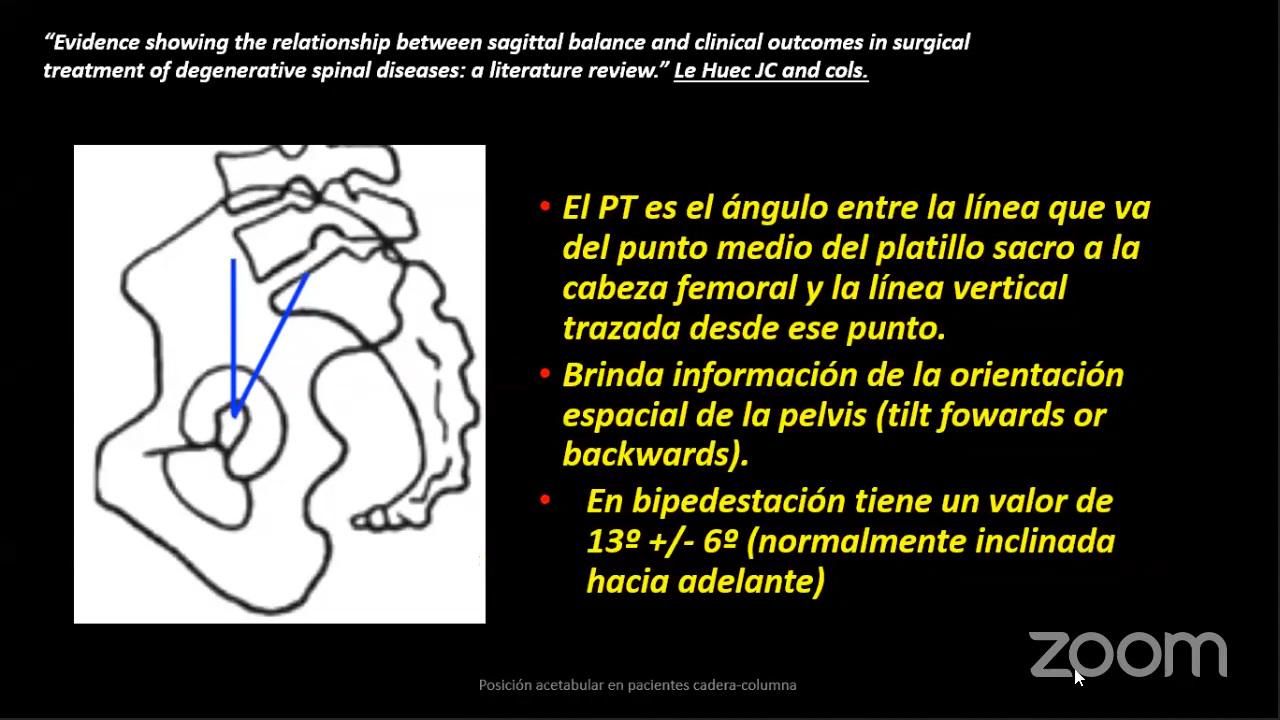 “Evidence showing the relationship between sagittal balance and clinical outcomes in surgical
treatment of degenerative spinal diseases: a literature review.” Le Huec JC and cols.
• El PT es el ángulo entre la línea que va
del punto medio del platillo sacro a la
cabeza femoral y la línea vertical
trazada desde ese punto.
• Brinda información de la orientación
espacial de la pelvis (tilt fowards or
backwards).
• En bipedestación tiene un valor de
13º +/- 6º (normalmente inclinada
hacia adelante)
zoom
Posición acetabular en pacientes cadera-columna